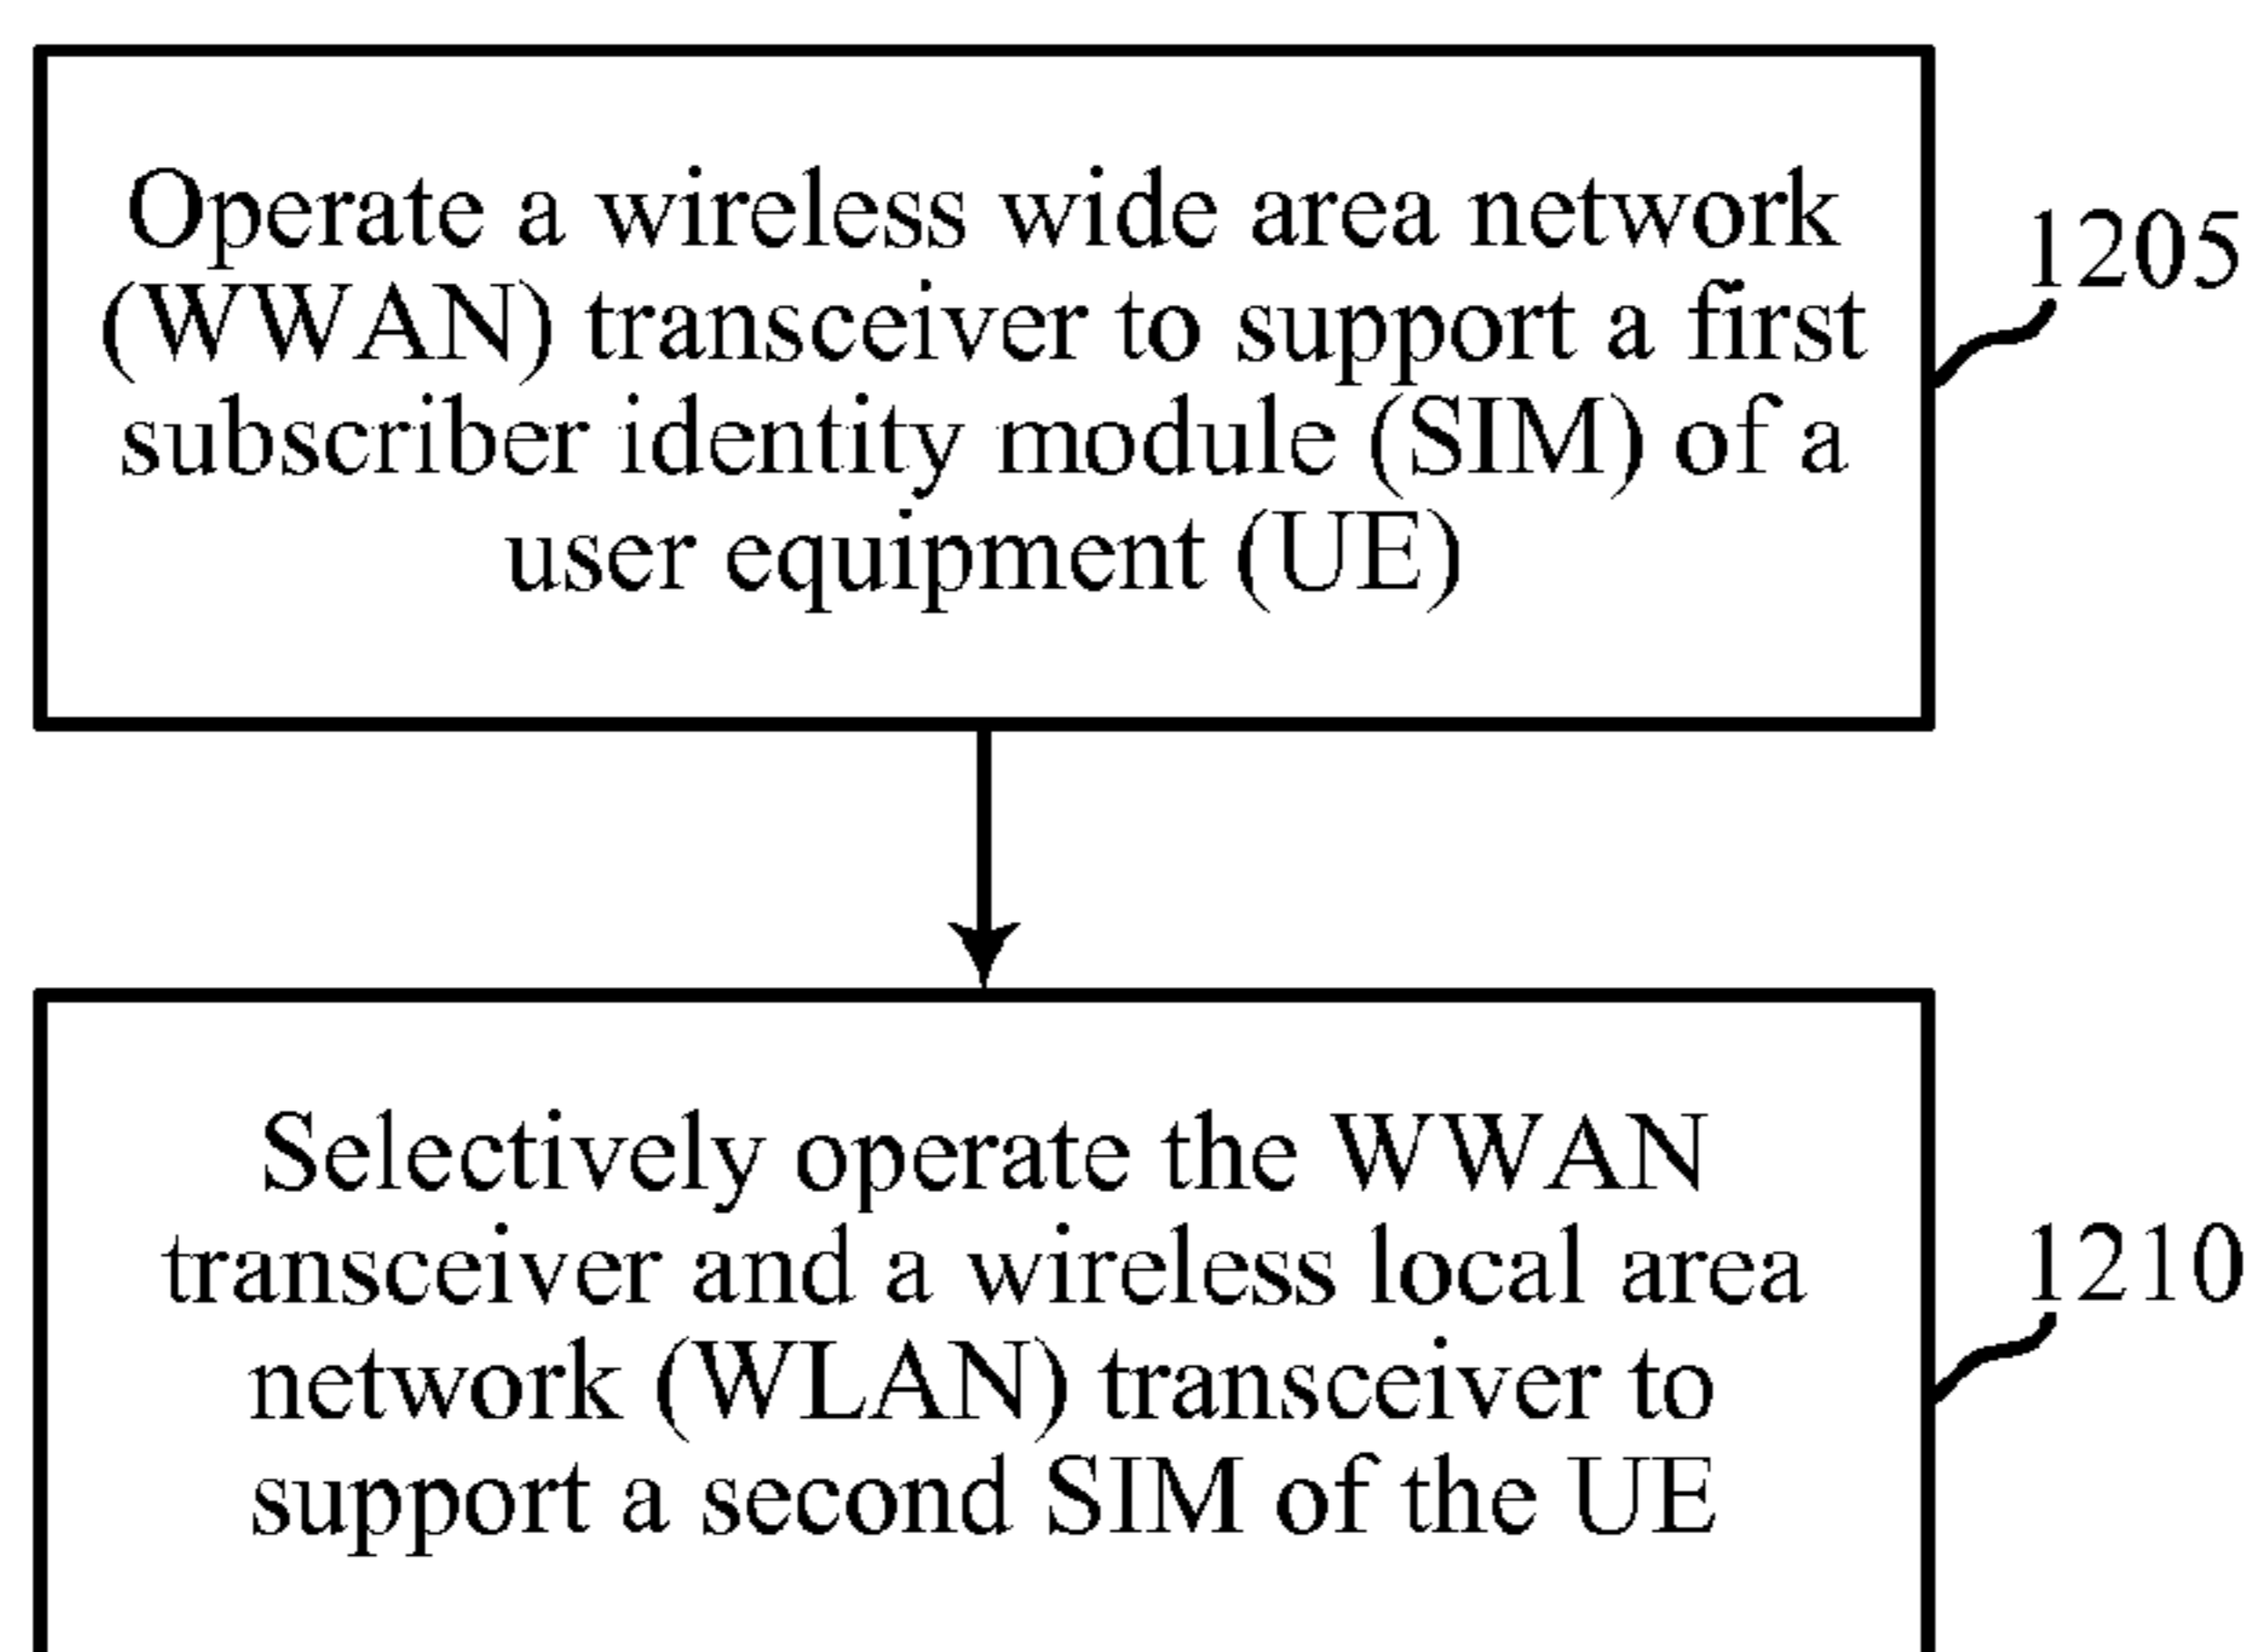 Operate a wireless wide area network
(WWAN) transceiver to support a first
subscriber identity module (SIM) of a
user equipment (UE)
1205
Selectively operate the WWAN
transceiver and a wireless local area
network (WLAN) transceiver to
support a second SIM of the UE
1210